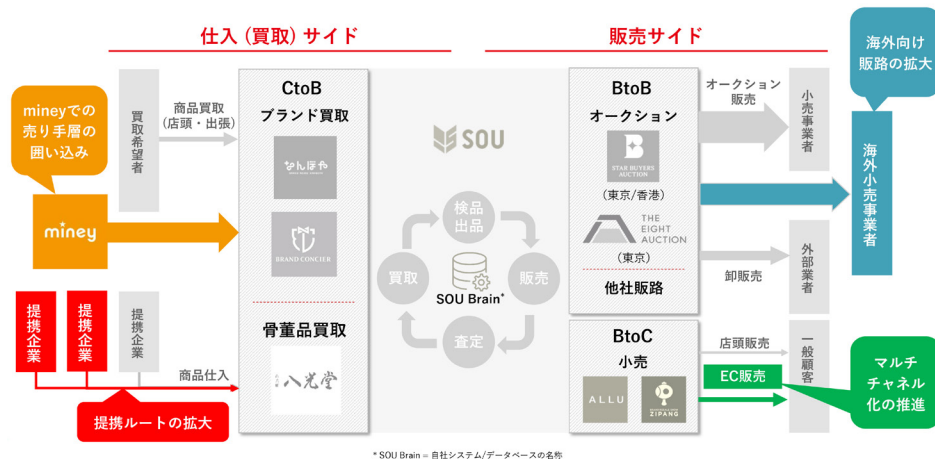 仕入（買取）サイド
販売サイド
mineyでの
売り手層の
囲い込み
miney
買取希望者
商品買取
（店頭・出張）
提携企業
提携企業
提携企業
商品仕入
提携ルートの拡大
CtoB
ブランド買取
なんぼや
BRAND CONCIER
骨董品買取
八光堂
SOU
検品
出品
買取
販売
査定
SOU Brain*
BtoB
オークション
STAR BUYERS
AUCTION
（東京/香港）
THE
EIGHT
AUCTION
（東京）
他社販路
BtoC
小売
ALLU
ZIPANG
オークション
販売
小売事業者
卸販売
外部業者
店頭販売
EC販売
一般顧客
海外向け
販路の拡大
海外小売事業者
マルチ
チャネル
化の推進
* SOU Brain = 自社システム/データベースの名称